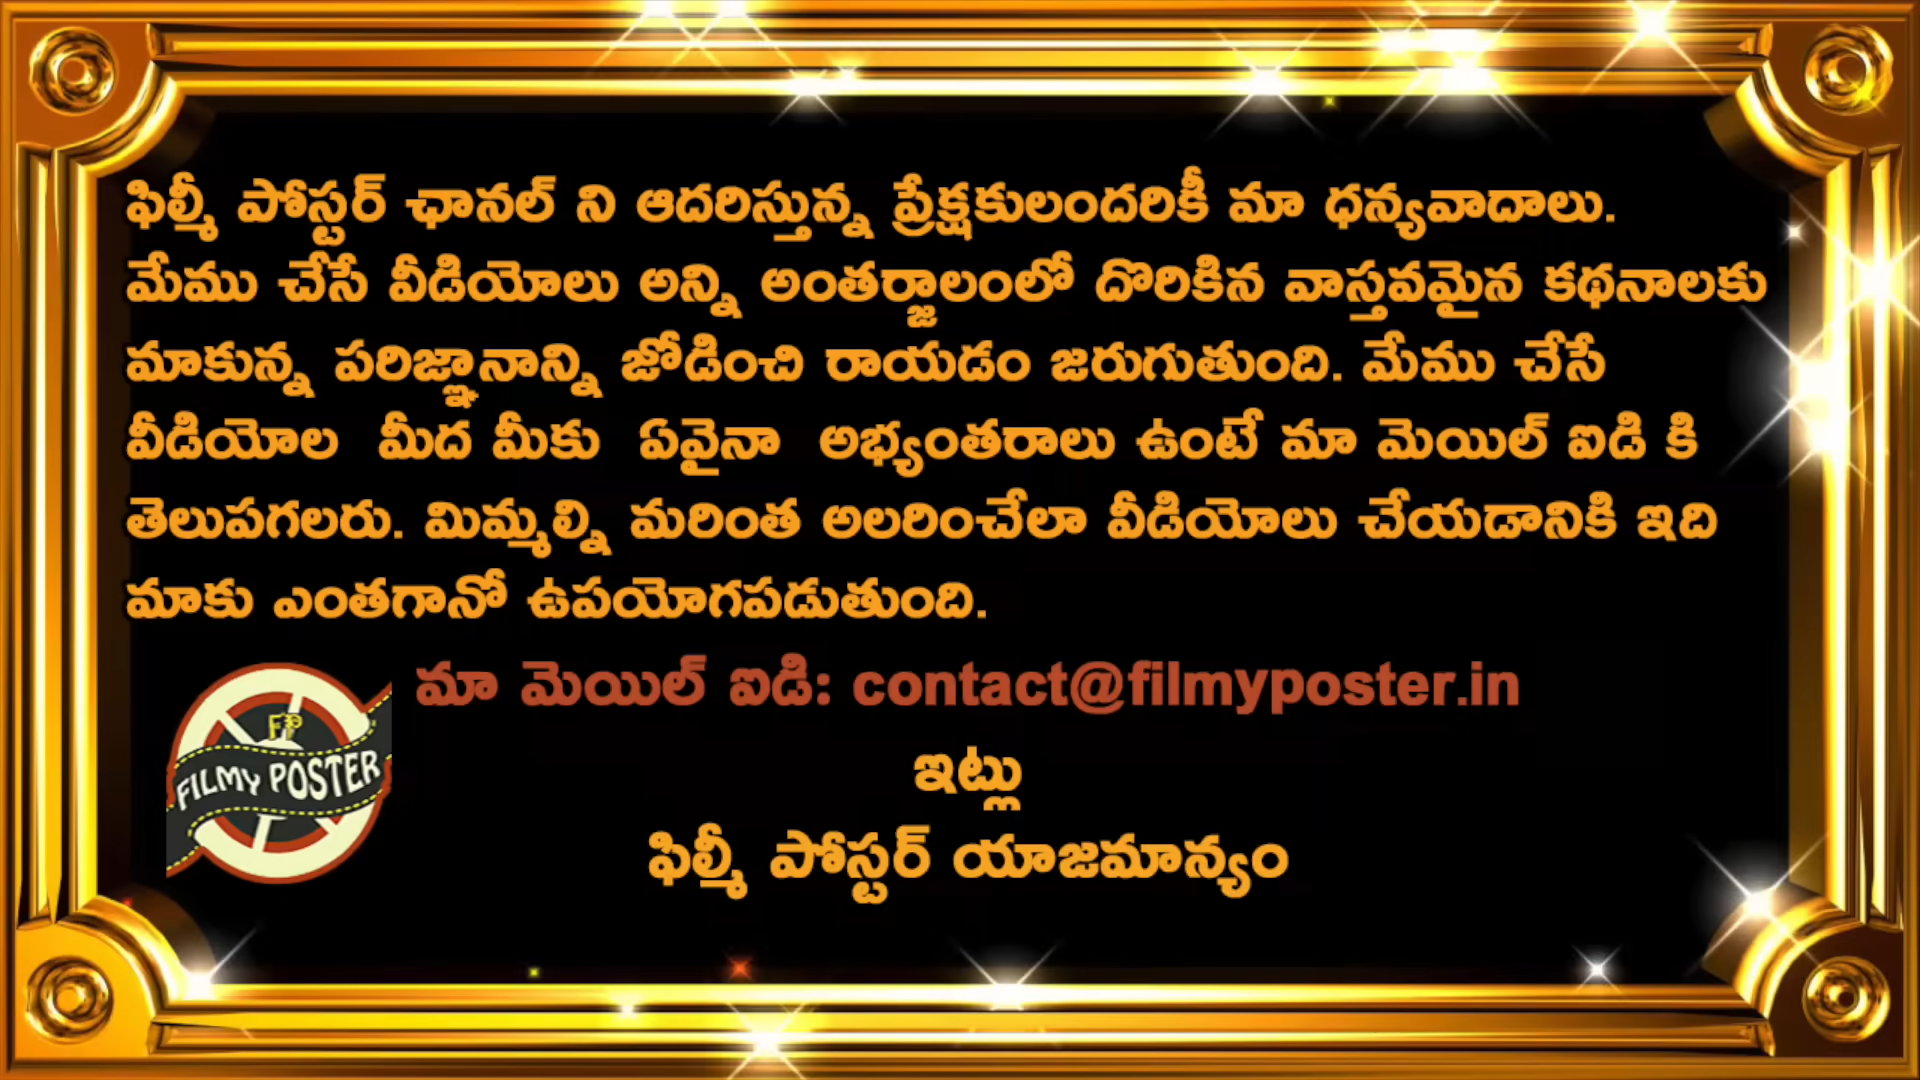 ఫిల్మీ పోస్టర్ ఛానల్ ని ఆదరిస్తున్న ప్రేక్షకులందరికీ మా ధన్యవాదాలు.
మేము చేసే వీడియోలు అన్ని అంతర్జాలంలో దొరికిన వాస్తవమైన కథనాలకు
మాకున్న పరిజ్ఞానాన్ని జోడించి రాయడం జరుగుతుంది. మేము చేసే
వీడియోల మీద మీకు ఏవైనా అభ్యంతరాలు ఉంటే మా మెయిల్ ఐడి కి
తెలుపగలరు. మిమ్మల్ని మరింత అలరించేలా వీడియోలు చేయడానికి ఇది
మాకు ఎంతగానో ఉపయోగపడుతుంది.
మా మెయిల్ ఐడి: contact@filmyposter.in
FP
FILMY POSTER
ఇట్లు
ఫిల్మీ పోస్టర్ యాజమాన్యం